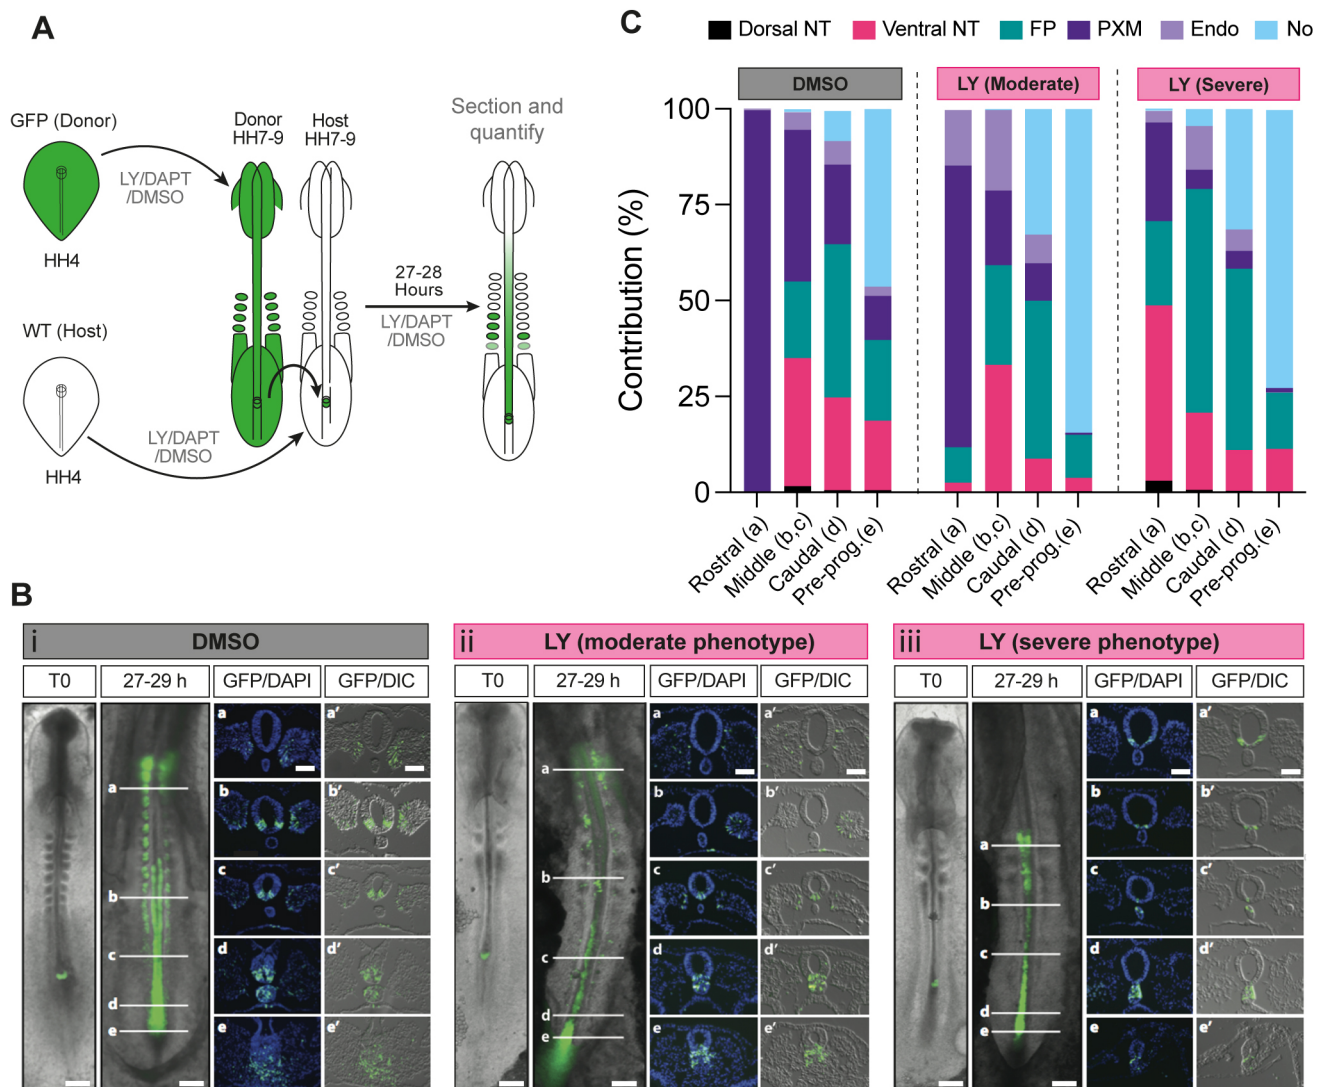 A
GFP (Donor)
HH4
LY/DAPT
/DMSO
Donor
HH7-9
Host
HH7-9
WT (Host)
HH4
LY/DAPT
/DMSO
27-28
Hours
LY/DAPT
/DMSO
Section and
quantify
C
Dorsal NT Ventral NT FP PXM Endo No
DMSO LY (Moderate) LY (Severe)
Contribution (%)
100
75
50
25
0
Rostral (a) Middle (b,c) Caudal (d) Pre-prog.(e) Rostral (a) Middle (b,c) Caudal (d) Pre-prog.(e) Rostral (a) Middle (b,c) Caudal (d) Pre-prog.(e)
B
i DMSO
T0 27-29 h GFP/DAPI GFP/DIC
a
b
c
d
e
a a'
b b'
c c'
d d'
e e'
ii LY (moderate phenotype)
T0 27-29 h GFP/DAPI GFP/DIC
a
b
c
d
e
a a'
b b'
c c'
d d'
e e'
iii LY (severe phenotype)
T0 27-29 h GFP/DAPI GFP/DIC
a
b
c
d
e
a a'
b b'
c c'
d d'
e e'